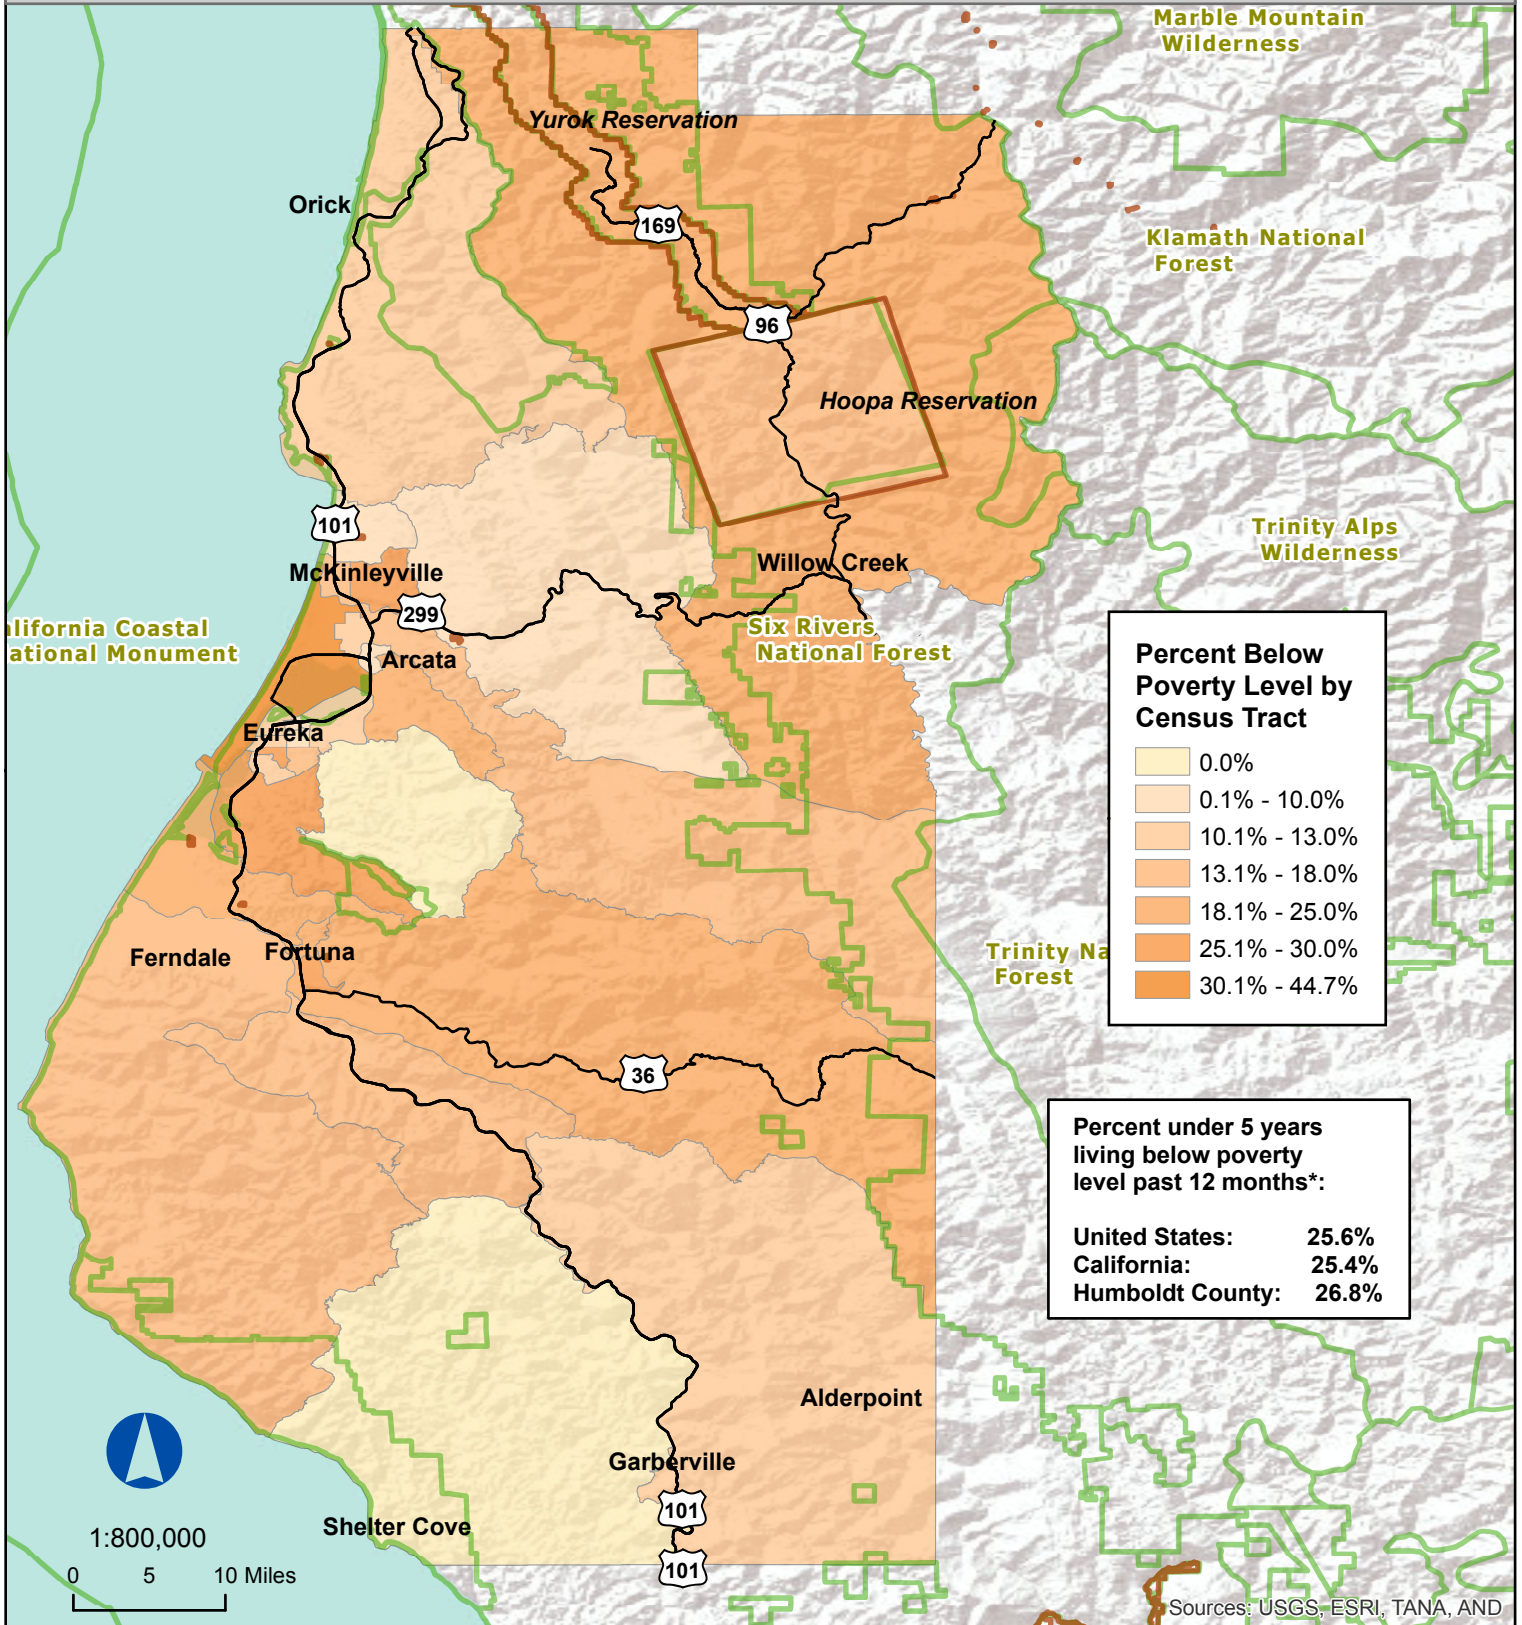 Marble Mountain
Wilderness
Yurok Reservation
Orick
169
Klamath National
Forest
96
Hoopa Reservation
101
Trinity Alps
Wilderness
Willow Creek
McKinleyville
299
alifornia Coastal
ational Monument
Six Rivers
National Forest
Arcata
Eureka
Percent Below
Poverty Level by
Census Tract
0.0%
0.1% - 10.0%
10.1% - 13.0%
13.1% - 18.0%
18.1% - 25.0%
25.1% - 30.0%
30.1% - 44.7%
Ferndale
Fortuna
Trinity Na
Forest
36
Percent under 5 years
living below poverty
level past 12 months*:
United States: 25.6%
California: 25.4%
Humboldt County: 26.8%
Alderpoint
Garberville
101
Shelter Cove
101
1:800,000
0 5 10 Miles
Sources: USGS, ESRI, TANA, AND